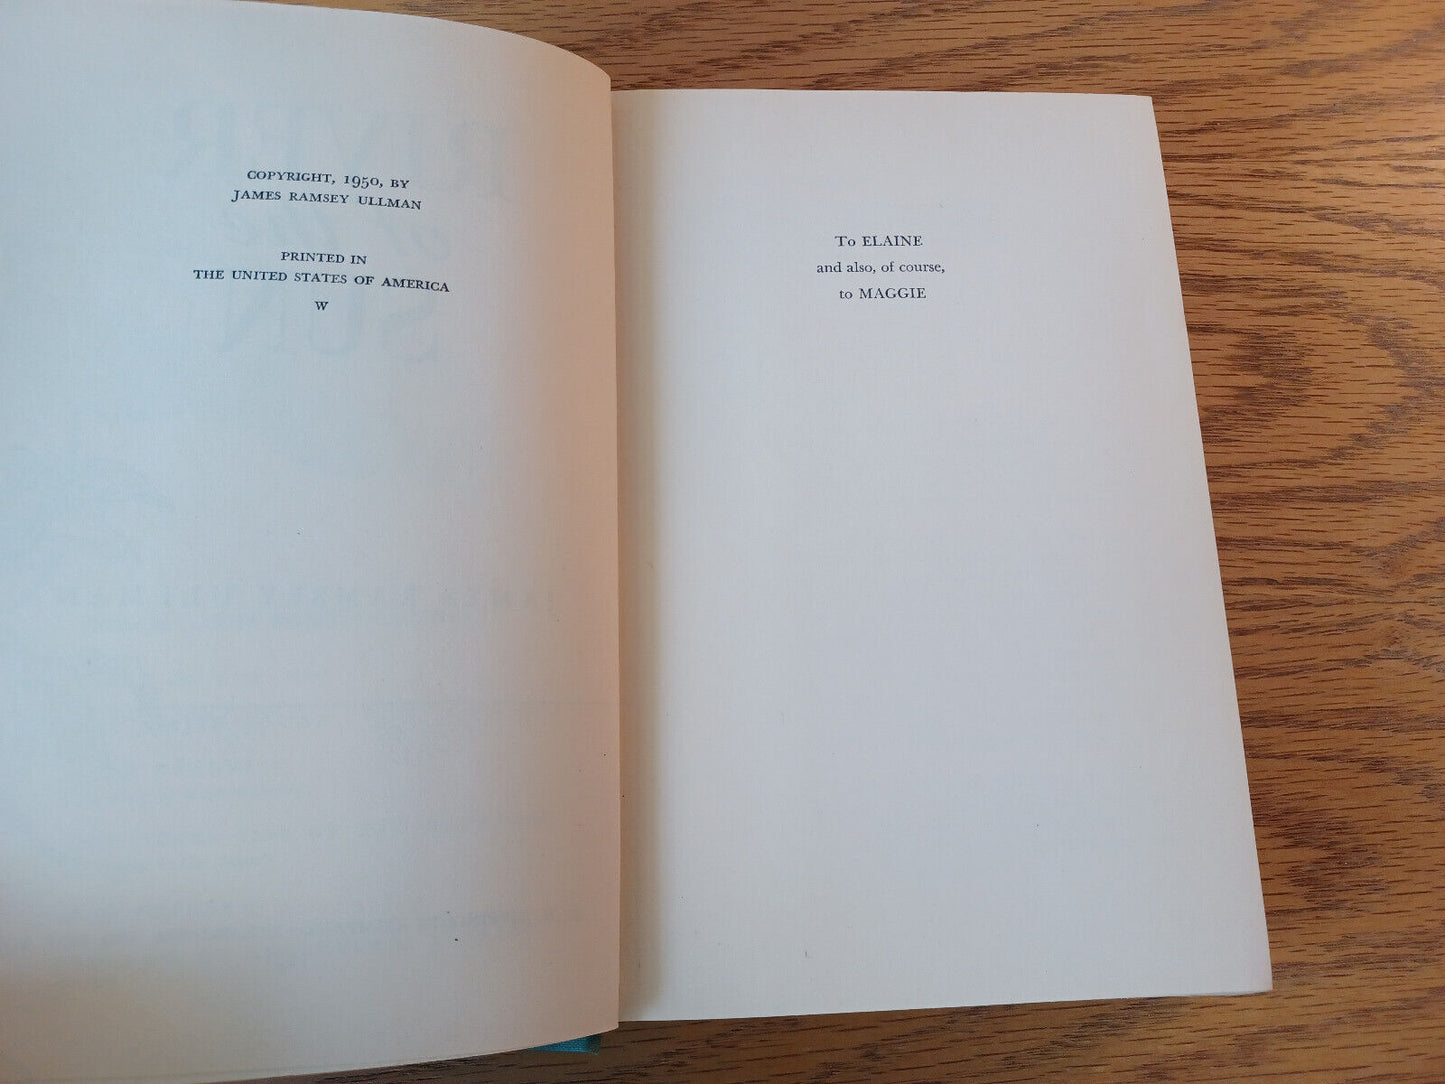 COPYRIGHT, 1950, BY
JAMES RAMSEY ULLMAN
PRINTED IN
THE UNITED STATES OF AMERICA
W
To ELAINE
and also, of course,
to MAGGIE